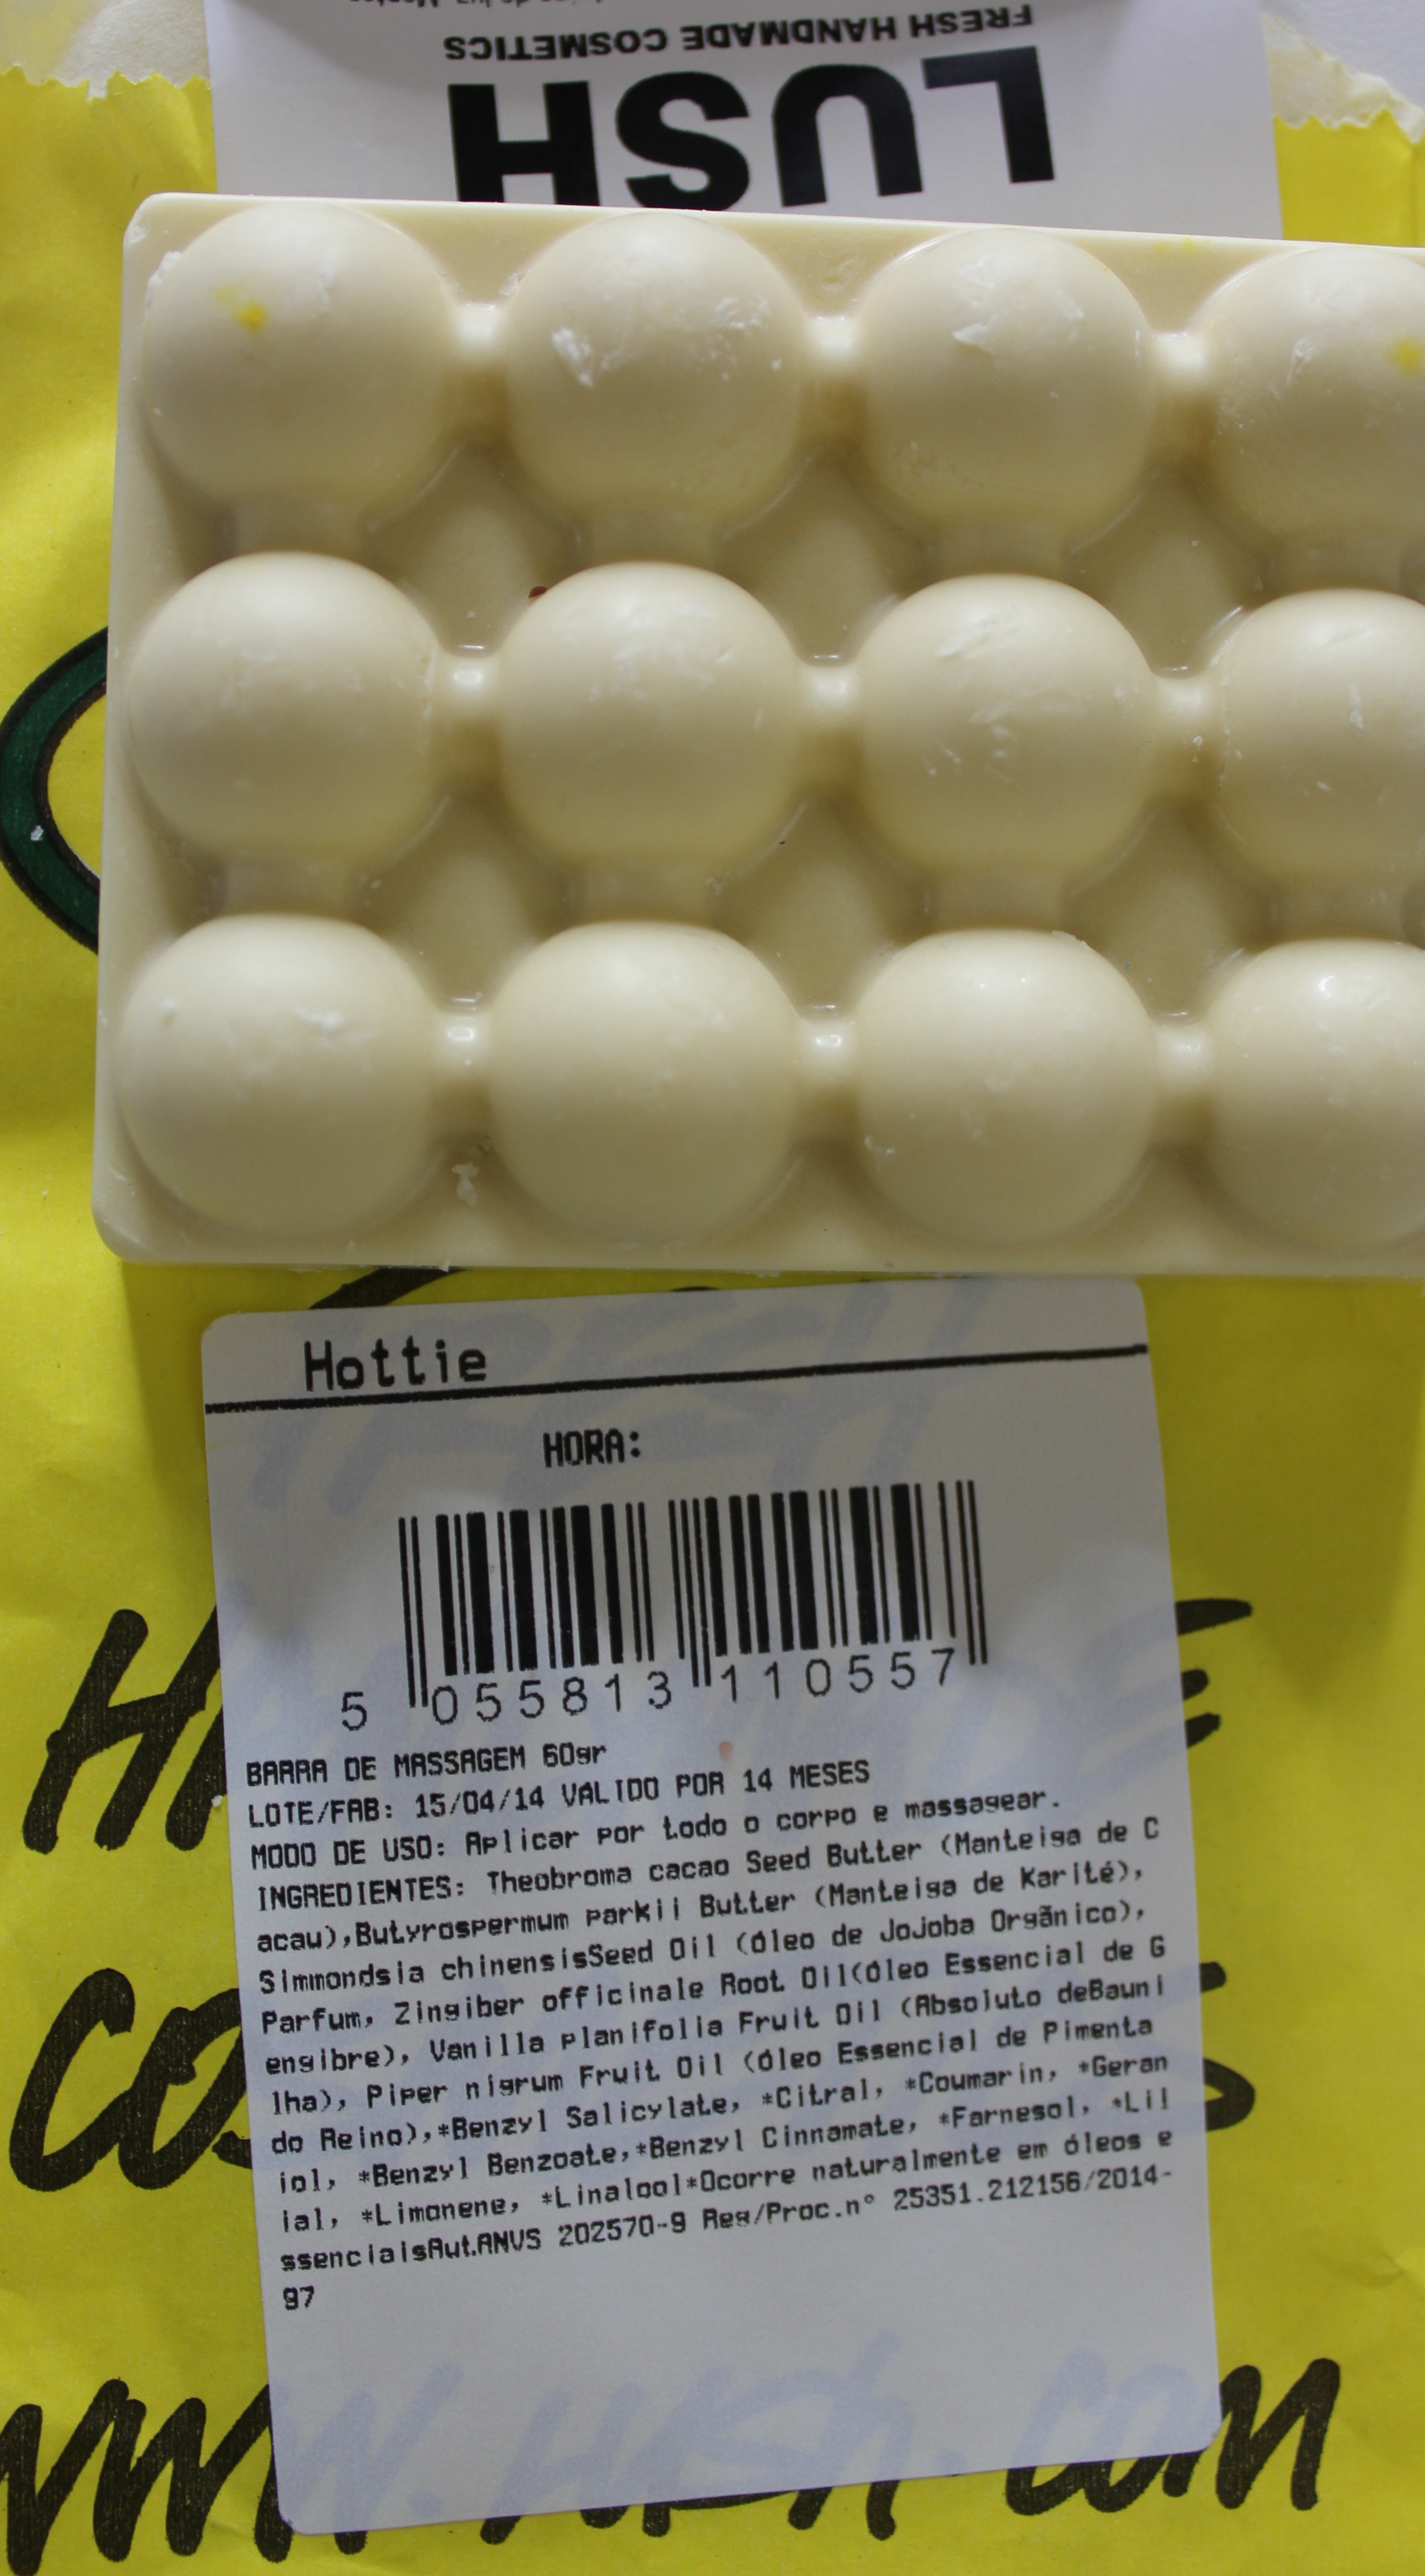 FRESH HANDMADE COSMETICS
LUSH
Hottie
HORA:
5 055813 110557
BARRA DE MASSAGEM 60gr
LOTE/FAB: 15/04/14 VALIDO POR 14 MESES
MODO DE USO: Aplicar por todo o corpo e massagear.
INGREDIENTES: Theobroma cacao Seed Butter (Manteiga de C
acau),Butyrospermum parkii Butter (Manteiga de Karité),
Simmondsia chinensisSeed Oil (Óleo de Jojoba Orgânico),
Parfum, Zingiber officinale Root Oil(Óleo Essencial de G
engibre), Vanilla planifolia Fruit Oil (Absoluto deBauni
lha), Piper nigrum Fruit Oil (Óleo Essencial de Pimenta
do Reino),*Benzyl Salicylate, *Citral, *Coumarin, *Geran
iol, *Benzyl Benzoate,*Benzyl Cinnamate, *Farnesol, *Lil
ial, *Limonene, *Linalool*Ocorre naturalmente em óleos e
ssenciaisAut.ANVS 202570-9 Reg/Proc.nº 25351.212156/2014-
97
WWW. .COM